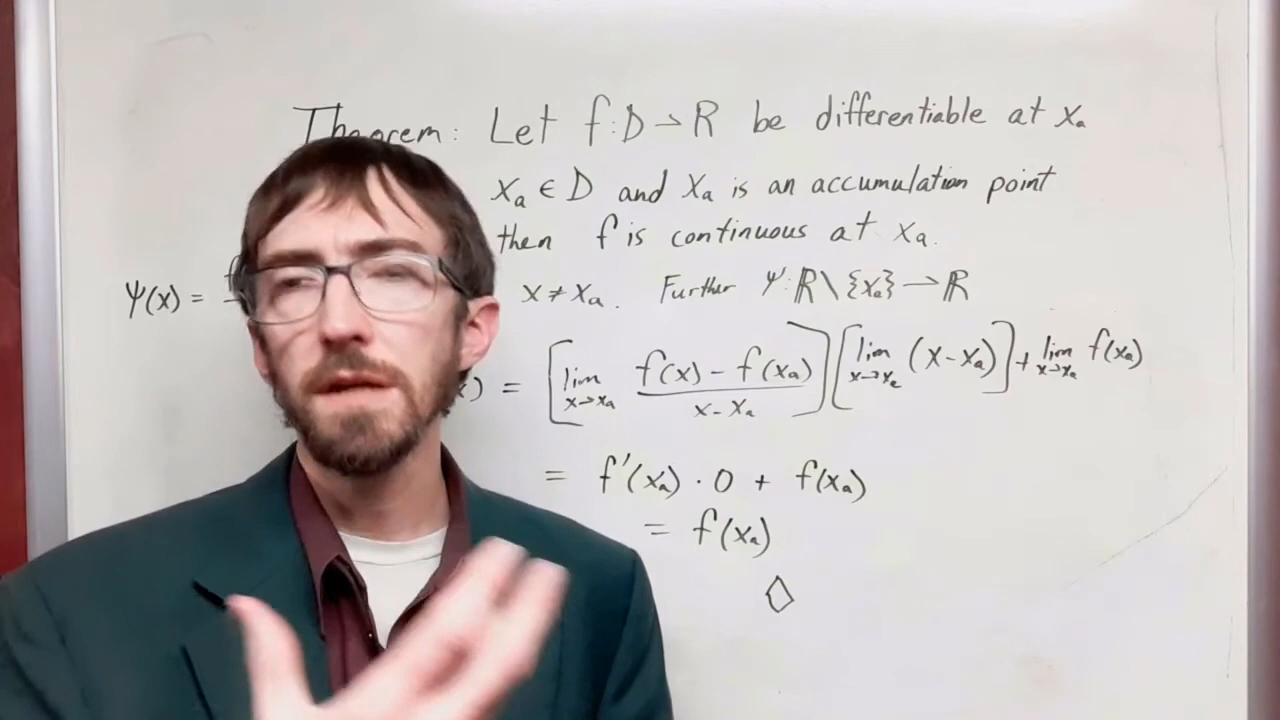 Theorem: Let f: D → R be differentiable at xₐ
xₐ ∈ D and xₐ is an accumulation point
then f is continuous at xₐ.
Ψ(x) = f x ≠ xₐ. Further Ψ: ℝ \ {xₐ} → ℝ
) = [lim x→xₐ (f(x) - f(xₐ))/(x - xₐ)] [lim x→xₐ (x - xₐ)] + lim x→xₐ f(xₐ)
= f'(xₐ) · 0 + f(xₐ)
= f(xₐ)
◊